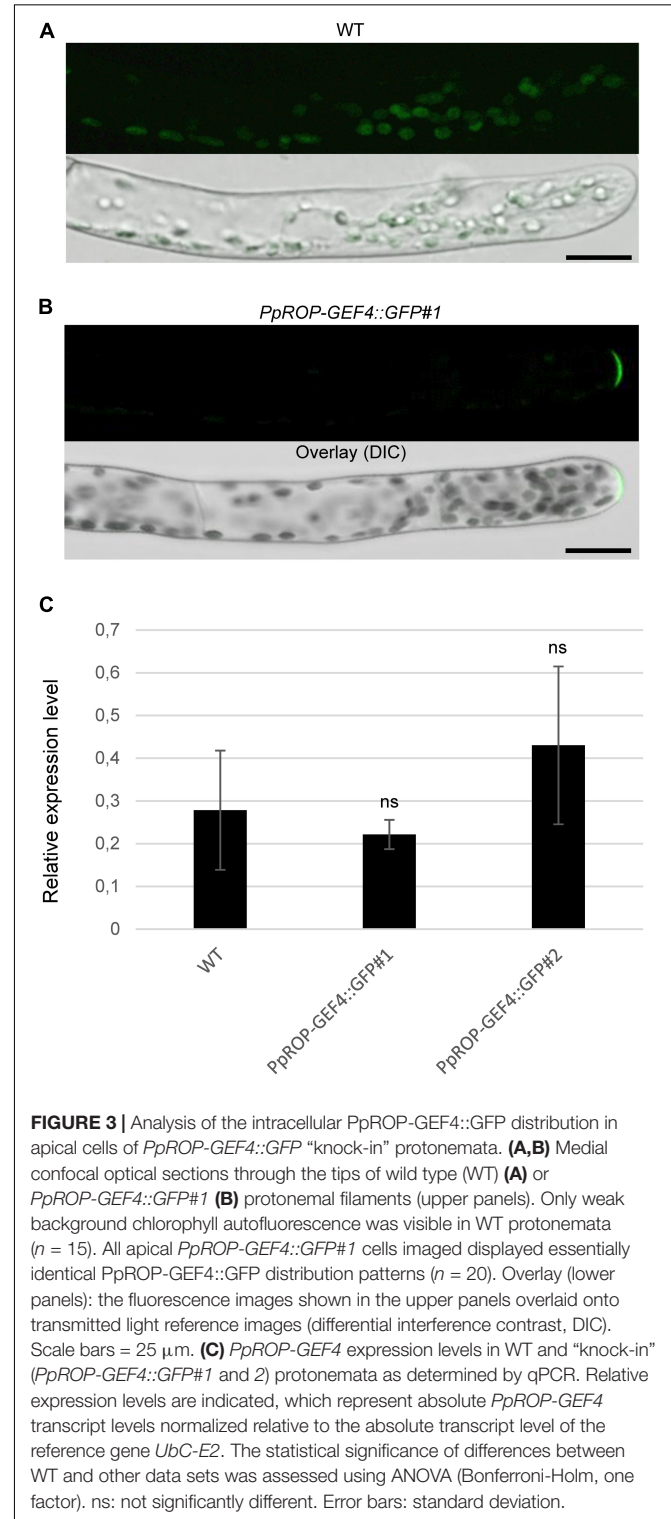 A
WT
B
PpROP-GEF4::GFP#1
Overlay (DIC)
C
0,7
0,6
0,5
0,4
0,3
0,2
0,1
0
Relative expression level
ns
ns
WT
PpROP-GEF4::GFP#1
PpROP-GEF4::GFP#2
FIGURE 3 | Analysis of the intracellular PpROP-GEF4::GFP distribution in
apical cells of PpROP-GEF4::GFP “knock-in” protonemata. (A,B) Medial
confocal optical sections through the tips of wild type (WT) (A) or
PpROP-GEF4::GFP#1 (B) protonemal filaments (upper panels). Only weak
background chlorophyll autofluorescence was visible in WT protonemata
(n = 15). All apical PpROP-GEF4::GFP#1 cells imaged displayed essentially
identical PpROP-GEF4::GFP distribution patterns (n = 20). Overlay (lower
panels): the fluorescence images shown in the upper panels overlaid onto
transmitted light reference images (differential interference contrast, DIC).
Scale bars = 25 μm. (C) PpROP-GEF4 expression levels in WT and “knock-in”
(PpROP-GEF4::GFP#1 and 2) protonemata as determined by qPCR. Relative
expression levels are indicated, which represent absolute PpROP-GEF4
transcript levels normalized relative to the absolute transcript level of the
reference gene UbC-E2. The statistical significance of differences between
WT and other data sets was assessed using ANOVA (Bonferroni-Holm, one
factor). ns: not significantly different. Error bars: standard deviation.